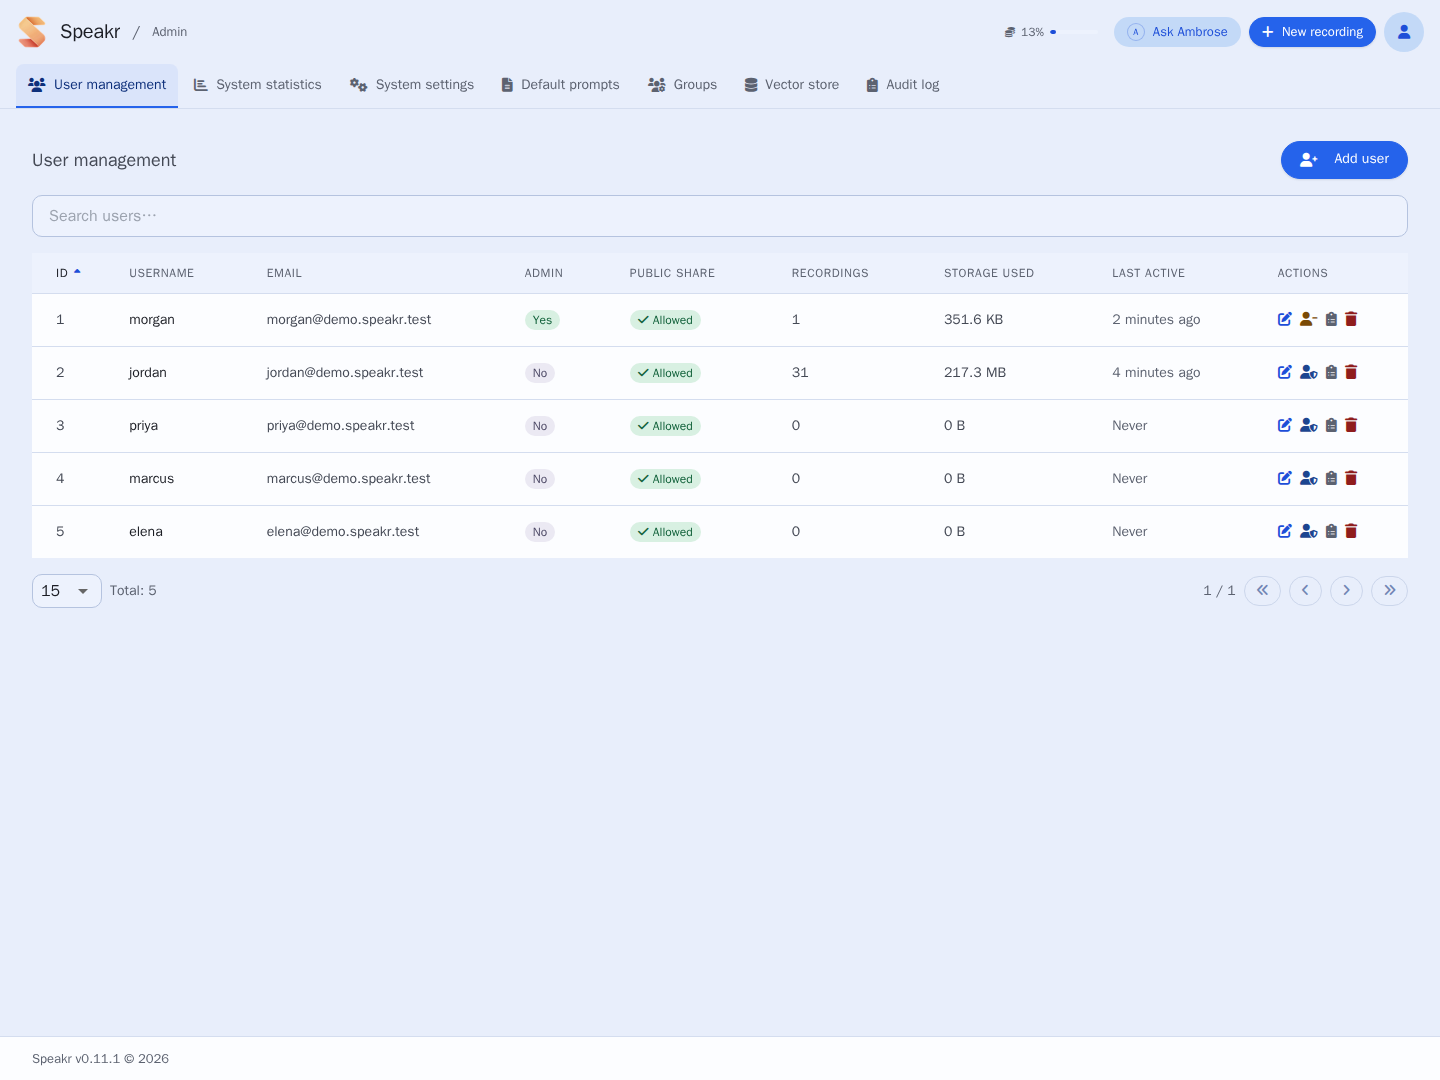 Speakr / Admin
13%
A Ask Ambrose
New recording
User management
System statistics
System settings
Default prompts
Groups
Vector store
Audit log
User management
Add user
Search users…
ID USERNAME EMAIL ADMIN PUBLIC SHARE RECORDINGS STORAGE USED LAST ACTIVE ACTIONS
1 morgan morgan@demo.speakr.test Yes Allowed 1 351.6 KB 2 minutes ago
2 jordan jordan@demo.speakr.test No Allowed 31 217.3 MB 4 minutes ago
3 priya priya@demo.speakr.test No Allowed 0 0 B Never
4 marcus marcus@demo.speakr.test No Allowed 0 0 B Never
5 elena elena@demo.speakr.test No Allowed 0 0 B Never
15 Total: 5
1 / 1
Speakr v0.11.1 © 2026